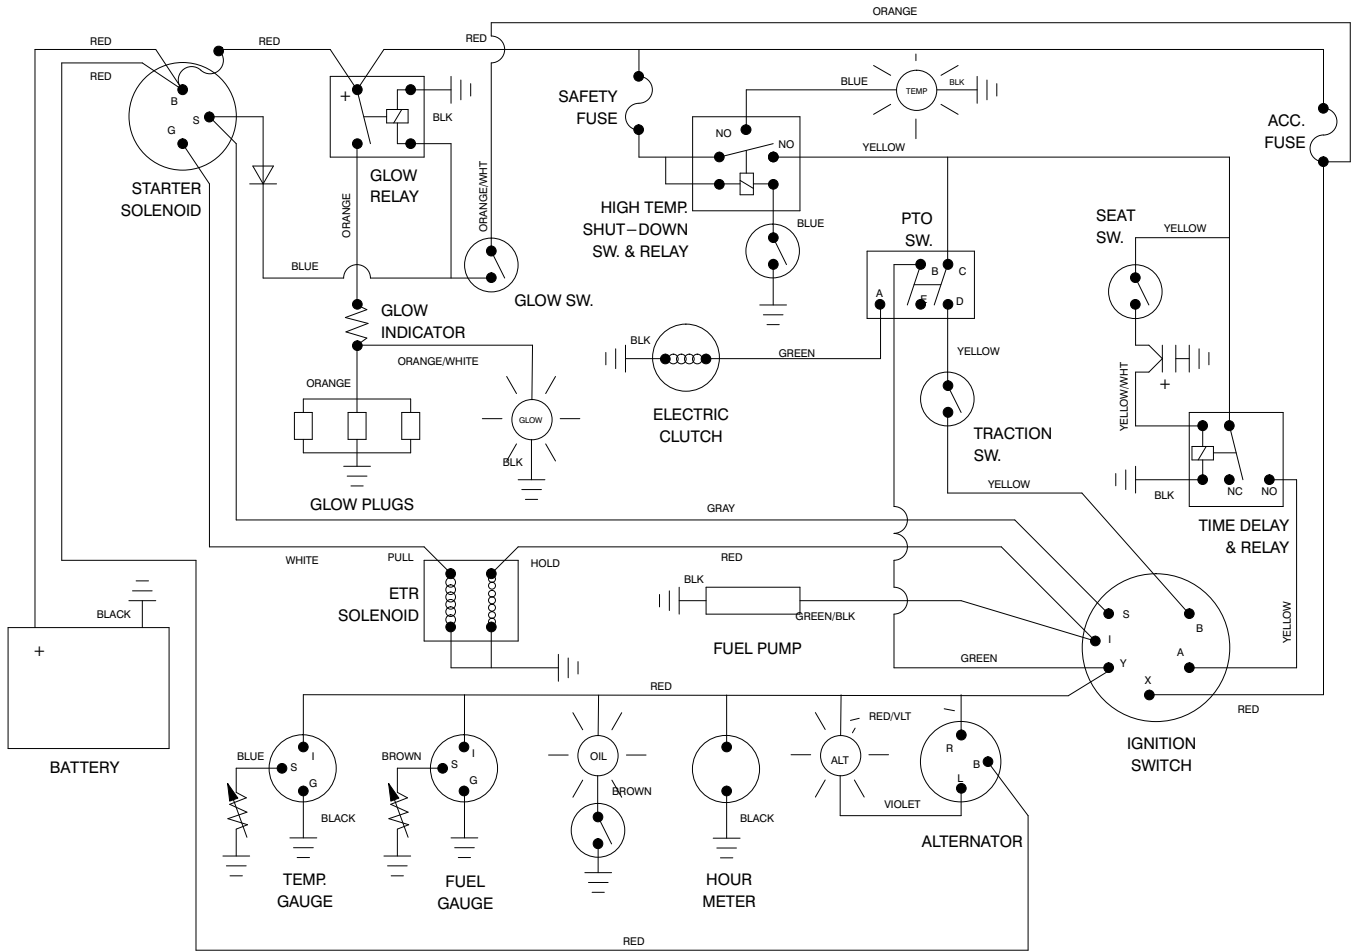 ORANGE
RED
RED
RED
RED
B
S
G
STARTER
SOLENOID
+
BLK
GLOW
RELAY
ORANGE
ORANGE/WHT
BLUE
GLOW SW.
SAFETY
FUSE
NO
NO
HIGH TEMP.
SHUT–DOWN
SW. & RELAY
BLUE
BLUE
TEMP
BLK
YELLOW
ACC.
FUSE
PTO
SW.
A
B
C
E
D
SEAT
SW.
YELLOW
GLOW
INDICATOR
ORANGE/WHITE
ORANGE
GLOW
BLK
GLOW PLUGS
BLK
GREEN
ELECTRIC
CLUTCH
YELLOW
TRACTION
SW.
YELLOW
YELLOW/WHT
+
BLK
NC
NO
TIME DELAY
& RELAY
YELLOW
GRAY
WHITE
PULL
HOLD
RED
ETR
SOLENOID
BLK
GREEN/BLK
FUEL PUMP
BLACK
+
BATTERY
S
B
I
Y
A
X
GREEN
RED
IGNITION
SWITCH
RED
BLUE
I
S
G
BLACK
TEMP.
GAUGE
BROWN
I
S
G
FUEL
GAUGE
OIL
BROWN
BLACK
HOUR
METER
RED/VLT
ALT
VIOLET
R
B
L
ALTERNATOR
RED